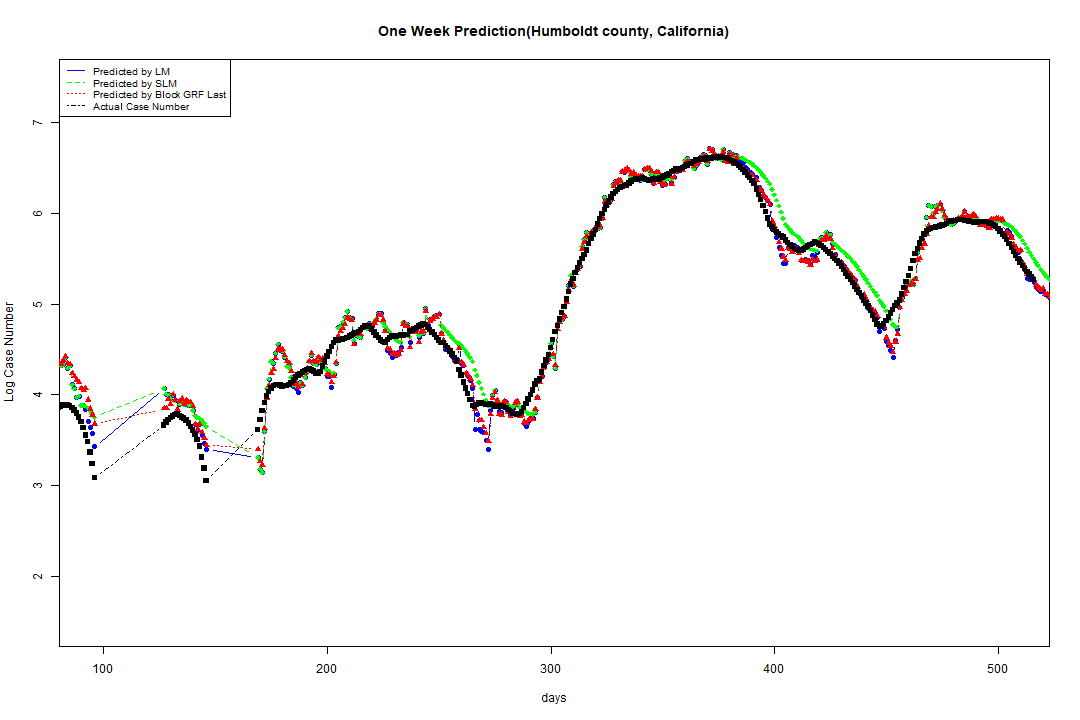 One Week Prediction(Humboldt county, California)
Predicted by LM
Predicted by SLM
Predicted by Block GRF Last
Actual Case Number
7
6
5
4
3
2
Log Case Number
100 200 300 400 500
days